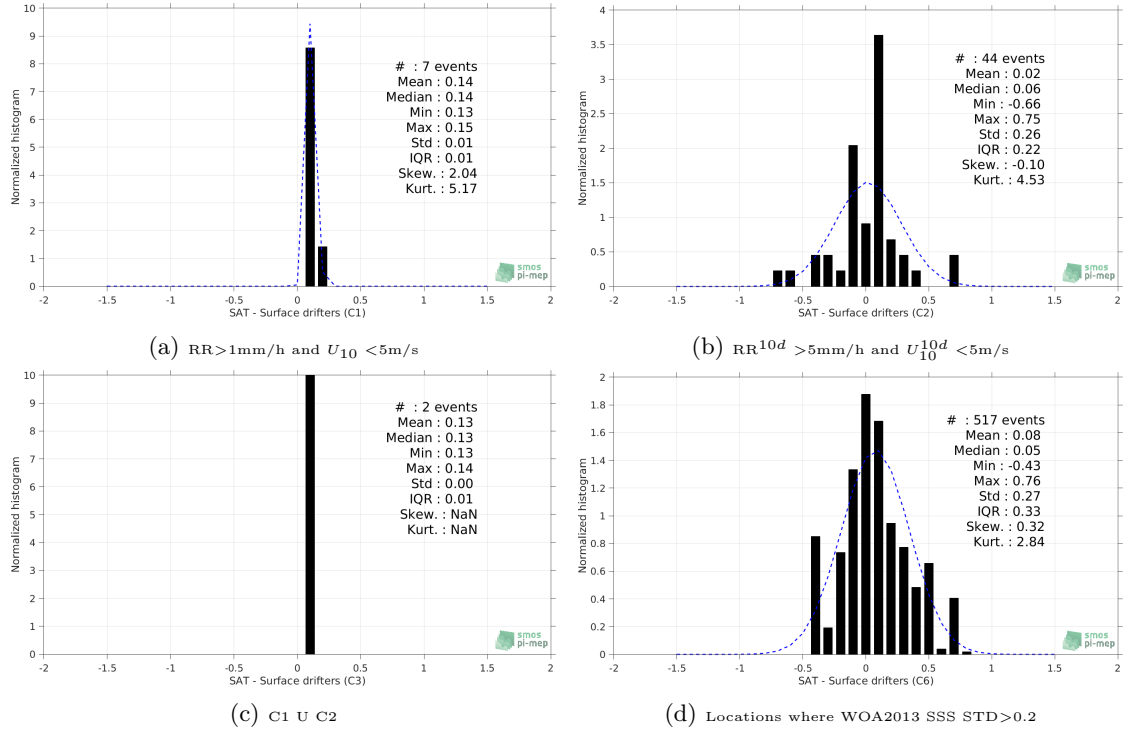 10
9
8
7
6
5
4
3
2
1
0
Normalized histogram
# : 7 events
Mean : 0.14
Median : 0.14
Min : 0.13
Max : 0.15
Std : 0.01
IQR : 0.01
Skew. : 2.04
Kurt. : 5.17
smos
pi-mep
-2 -1.5 -1 -0.5 0 0.5 1 1.5 2
SAT - Surface drifters (C1)
(a) RR>1mm/h and U10 <5m/s
4
3.5
3
2.5
2
1.5
1
0.5
0
Normalized histogram
# : 44 events
Mean : 0.02
Median : 0.06
Min : -0.66
Max : 0.75
Std : 0.26
IQR : 0.22
Skew. : -0.10
Kurt. : 4.53
smos
pi-mep
-2 -1 -0.5 0 0.5 1 1.5 2
SAT - Surface drifters (C2)
(b) RR^10d >5mm/h and U10^10d <5m/s
10
9
8
7
6
5
4
3
2
1
0
Normalized histogram
# : 2 events
Mean : 0.13
Median : 0.13
Min : 0.13
Max : 0.14
Std : 0.00
IQR : 0.01
Skew. : NaN
Kurt. : NaN
smos
pi-mep
-2 -1.5 -1 -0.5 0 0.5 1 1.5 2
SAT - Surface drifters (C3)
(c) C1 U C2
2
1.8
1.6
1.4
1.2
1
0.8
0.6
0.4
0.2
0
Normalized histogram
# : 517 events
Mean : 0.08
Median : 0.05
Min : -0.43
Max : 0.76
Std : 0.27
IQR : 0.33
Skew. : 0.32
Kurt. : 2.84
smos
pi-mep
-2 -1 -0.5 0 0.5 1 1.5 2
SAT - Surface drifters (C6)
(d) Locations where WOA2013 SSS STD>0.2